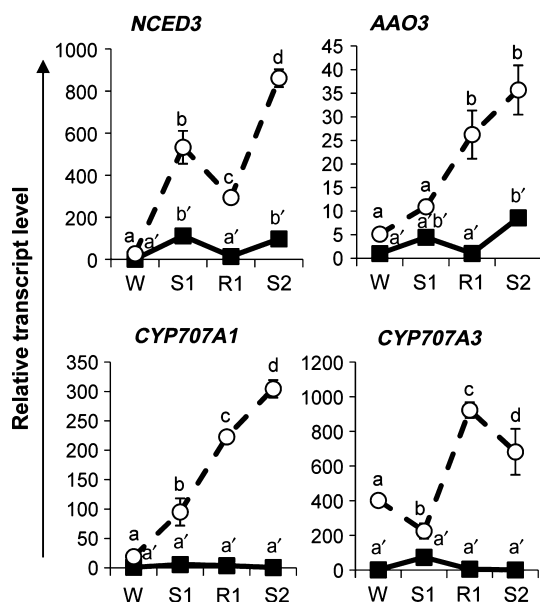 NCED3
AAO3
Relative transcript level
1000
800
600
400
200
0
a
a′
b
b′
c
a′
d
b′
W S1 R1 S2
45
40
35
30
25
20
15
10
5
0
a
a′
a
a′b′
b
a′
b
b′
W S1 R1 S2
CYP707A1
CYP707A3
350
300
250
200
150
100
50
0
a
a′
b
a′
c
a′
d
a′
W S1 R1 S2
1200
1000
800
600
400
200
0
a
a′
b
a′
c
a′
d
a′
W S1 R1 S2